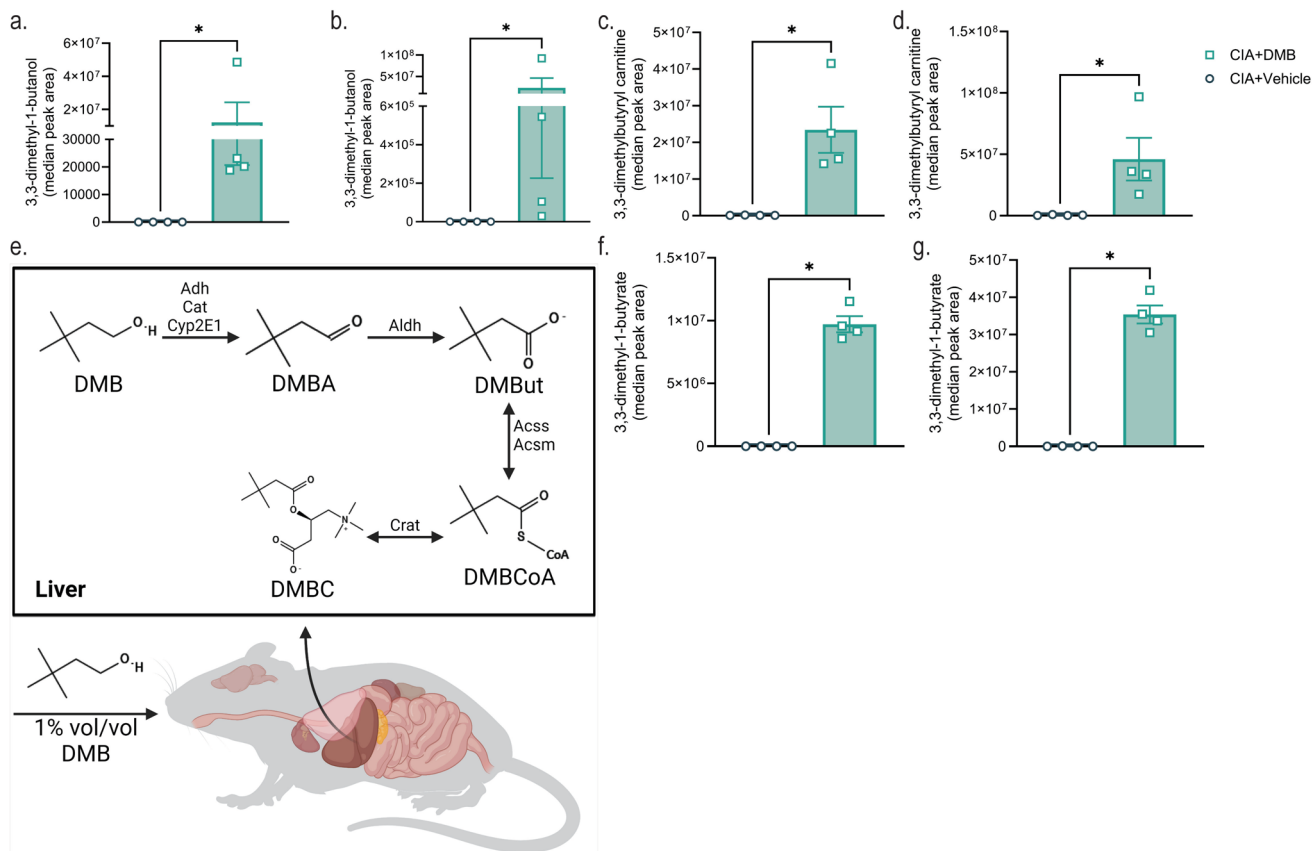 a.
*
3,3-dimethyl-1-butanol
(median peak area)
6×10⁷
2×10⁷
30000
20000
10000
0
b.
*
3,3-dimethyl-1-butanol
(median peak area)
1×10⁸
5×10⁷
6×10⁵
4×10⁵
2×10⁵
0
c.
*
3,3-dimethylbutyryl carnitine
(median peak area)
5×10⁷
4×10⁷
3×10⁷
2×10⁷
1×10⁷
0
d.
*
3,3-dimethylbutyryl carnitine
(median peak area)
1.5×10⁸
1×10⁸
5×10⁷
0
CIA+DMB
CIA+Vehicle
e.
O-H
DMB
Adh
Cat
Cyp2E1
O
DMBA
Aldh
O-
O
DMBut
Acss
Acsm
O
S
CoA
DMBCoA
Crat
O
O
N
+
O
O-
DMBC
Liver
O-H
1% vol/vol
DMB
f.
*
3,3-dimethyl-1-butyrate
(median peak area)
1.5×10⁷
1×10⁷
5×10⁶
0
g.
*
3,3-dimethyl-1-butyrate
(median peak area)
5×10⁷
4×10⁷
3×10⁷
2×10⁷
1×10⁷
0